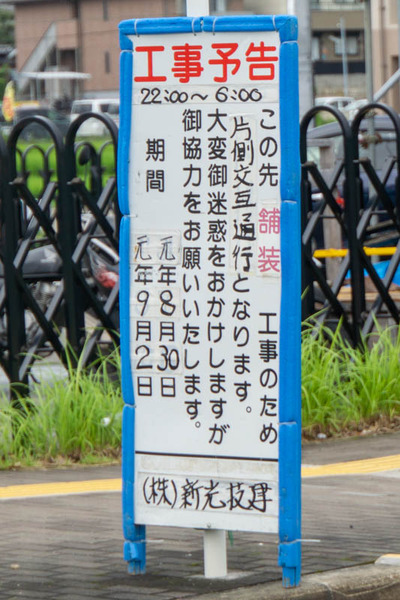 工事予告
22:00～6:00
この先 舗装 工事のため
片側交互通行となります。
大変御迷惑をおかけしますが
御協力をお願いいたします。
期間 元年8月30日
元年9月2日
(株)新光技厚